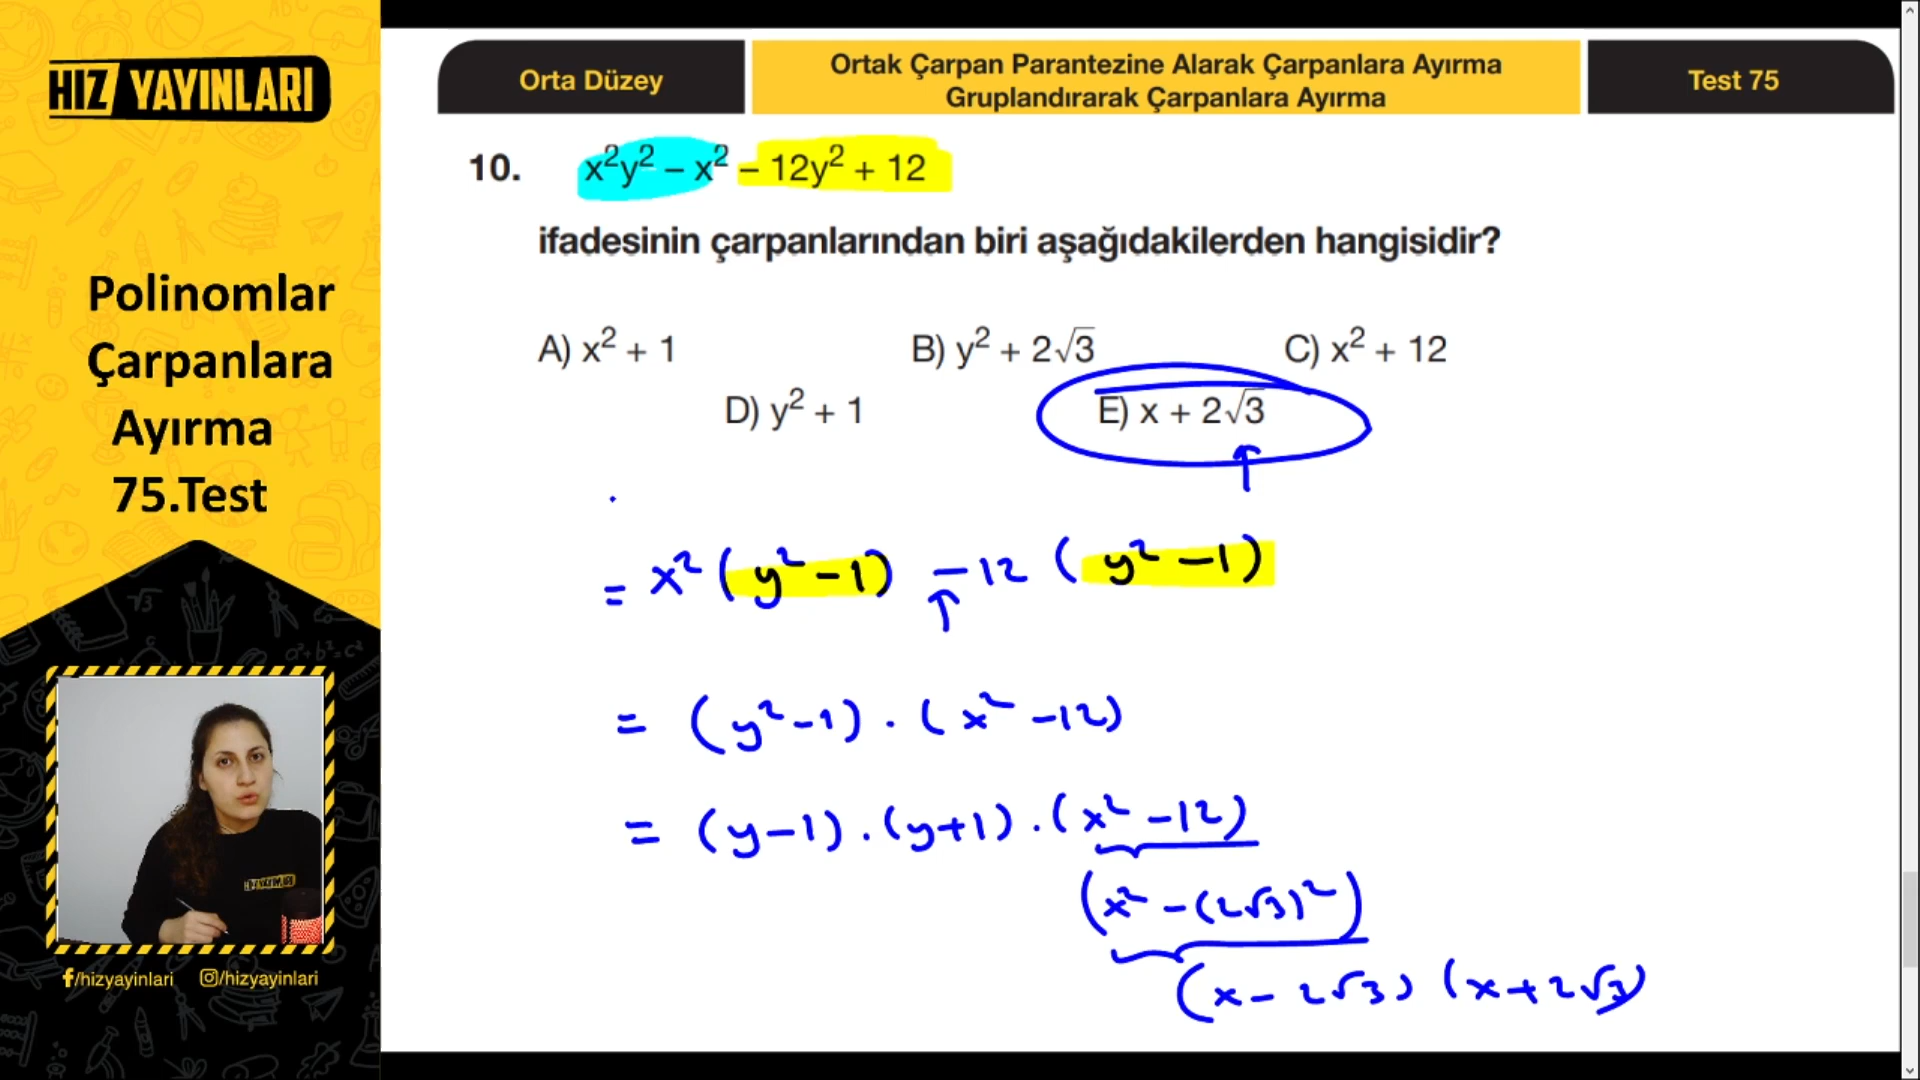 HIZ YAYINLARI
Polinomlar
Çarpanlara
Ayırma
75.Test
HIZ YAYINLARI
f/hizyayinlari /hizyayinlari
Orta Düzey
Ortak Çarpan Parantezine Alarak Çarpanlara Ayırma
Gruplandırarak Çarpanlara Ayırma
Test 75
10. x²y² – x² – 12y² + 12
ifadesinin çarpanlarından biri aşağıdakilerden hangisidir?
A) x² + 1 B) y² + 2√3 C) x² + 12
D) y² + 1 E) x + 2√3
= x² (y² – 1) – 12 (y² – 1)
= (y² – 1) . (x² – 12)
= (y – 1) . (y + 1) . (x² – 12)
(x² – (2√3)²)
(x – 2√3) (x + 2√3)